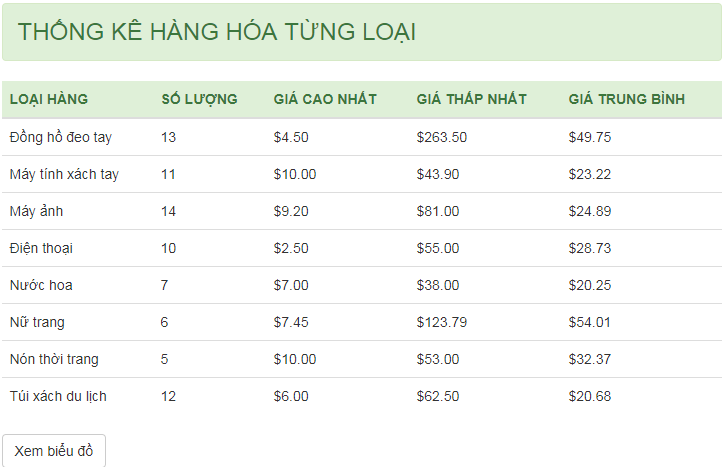 THỐNG KÊ HÀNG HÓA TỪNG LOẠI
LOẠI HÀNG SỐ LƯỢNG GIÁ CAO NHẤT GIÁ THẤP NHẤT GIÁ TRUNG BÌNH
Đồng hồ đeo tay 13 $4.50 $263.50 $49.75
Máy tính xách tay 11 $10.00 $43.90 $23.22
Máy ảnh 14 $9.20 $81.00 $24.89
Điện thoại 10 $2.50 $55.00 $28.73
Nước hoa 7 $7.00 $38.00 $20.25
Nữ trang 6 $7.45 $123.79 $54.01
Nón thời trang 5 $10.00 $53.00 $32.37
Túi xách du lịch 12 $6.00 $62.50 $20.68
Xem biểu đồ